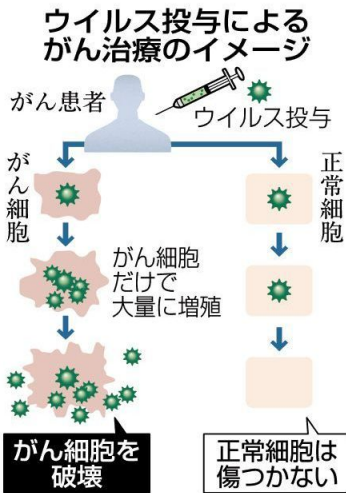 ウイルス投与による
がん治療のイメージ
がん患者
ウイルス投与
がん細胞
正常細胞
がん細胞
だけで
大量に増殖
がん細胞を
破壊
正常細胞は
傷つかない